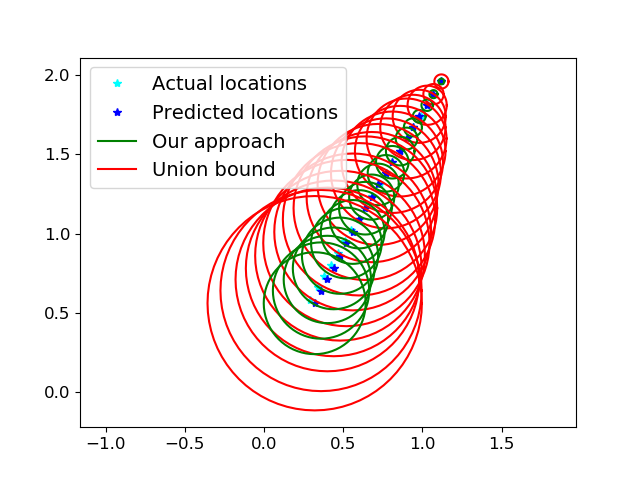 Actual locations
Predicted locations
Our approach
Union bound
2.0
1.5
1.0
0.5
0.0
−1.0 −0.5 0.0 0.5 1.0 1.5